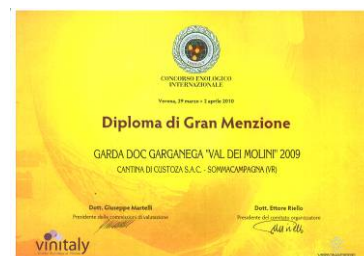 CONCORSO ENOLOGICO
INTERNAZIONALE
Verona, 29 marzo ÷ 2 aprile 2010
Diploma di Gran Menzione
GARDA DOC GARGANEGA "VAL DEI MOLINI" 2009
CANTINA DI CUSTOZA S.A.C. - SOMMACAMPAGNA (VR)
Dott. Giuseppe Martelli
Presidente delle commissioni di valutazione
Dott. Ettore Riello
Presidente del comitato organizzatore
vinitaly